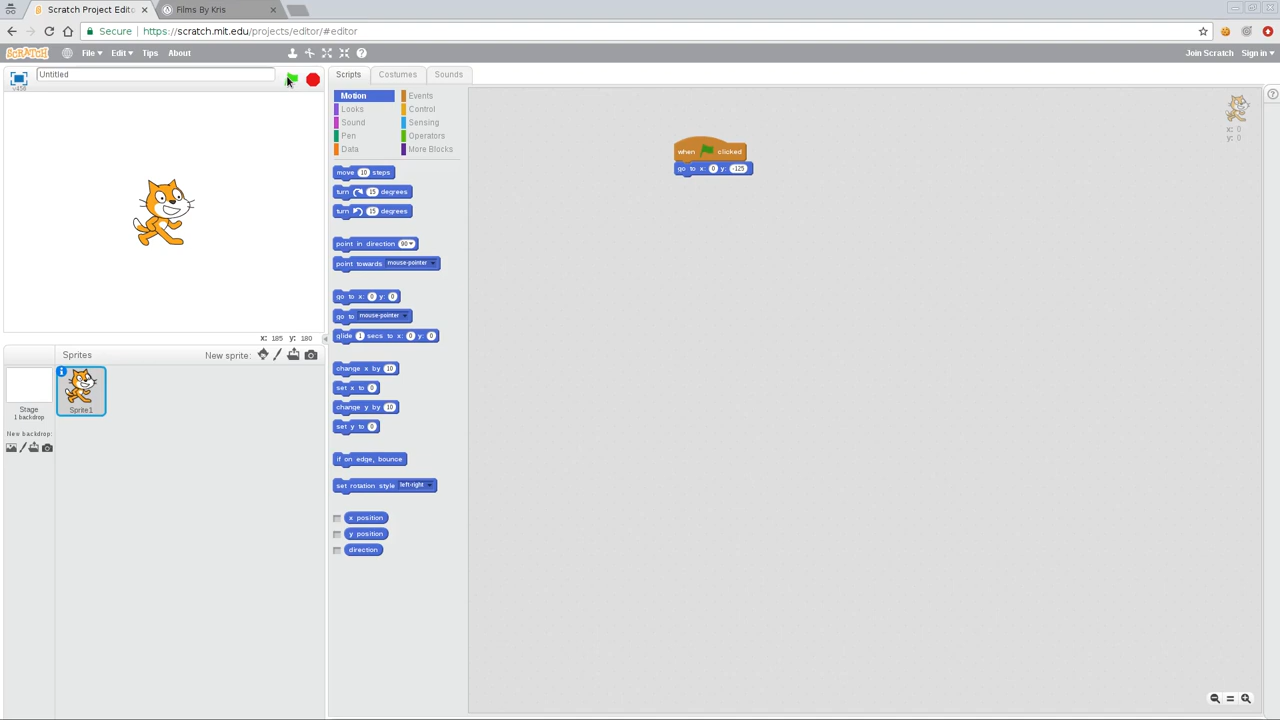 Scratch Project Edito
Films By Kris
Secure
https://scratch.mit.edu/projects/editor/#editor
SCRATCH
File
Edit
Tips
About
Join Scratch
Sign in
Untitled
Scripts
Costumes
Sounds
Motion
Events
Looks
Control
Sound
Sensing
Pen
Operators
Data
More Blocks
x: 0
y: 0
when clicked
go to x: 0 y: -125
move 10 steps
turn 15 degrees
turn 15 degrees
point in direction 90
point towards mouse-pointer
go to x: 0 y: 0
go to mouse-pointer
glide 1 secs to x: 0 y: 0
change x by 10
set x to 0
change y by 10
set y to 0
if on edge, bounce
set rotation style left-right
x position
y position
direction
x: 185 y: 180
Sprites
New sprite:
Stage
1 backdrop
New backdrop:
Sprite1